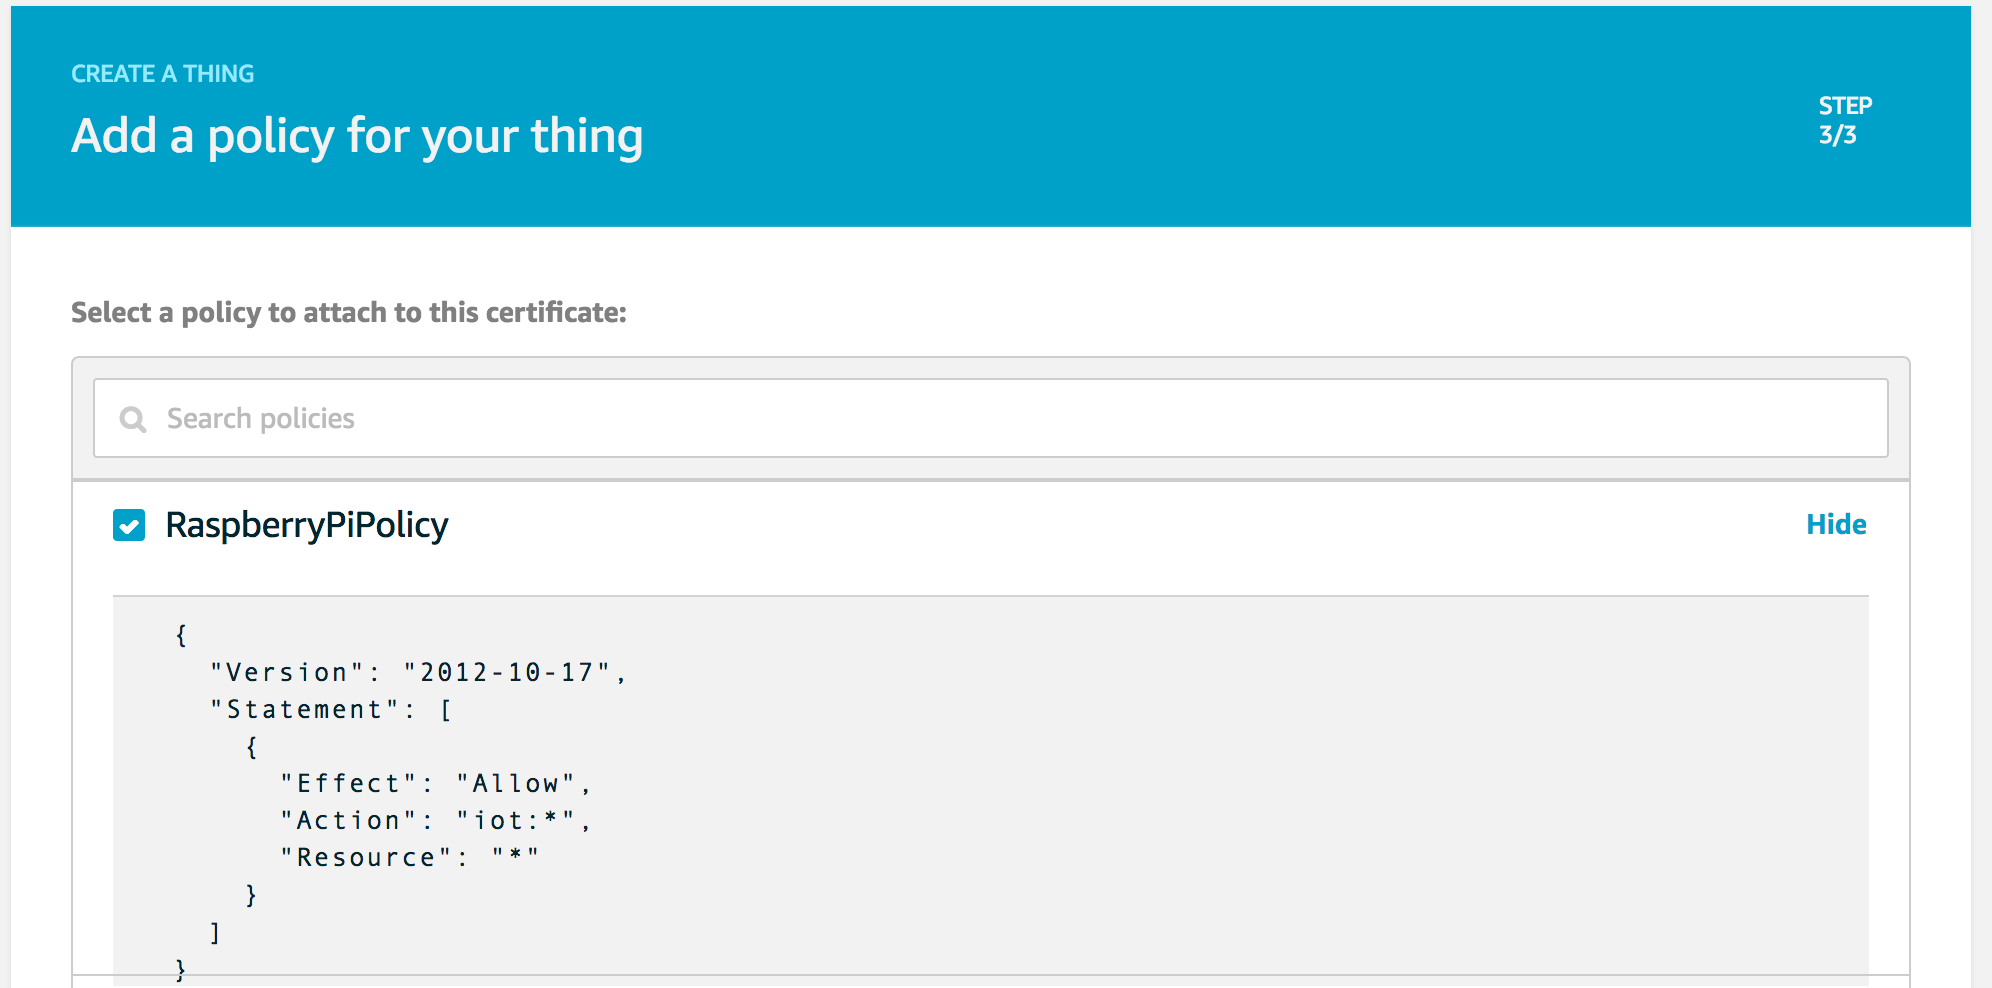 CREATE A THING
Add a policy for your thing
STEP
3/3
Select a policy to attach to this certificate:
Search policies
RaspberryPiPolicy
Hide
{
  "Version": "2012-10-17",
  "Statement": [
    {
      "Effect": "Allow",
      "Action": "iot:*",
      "Resource": "*"
    }
  ]
}